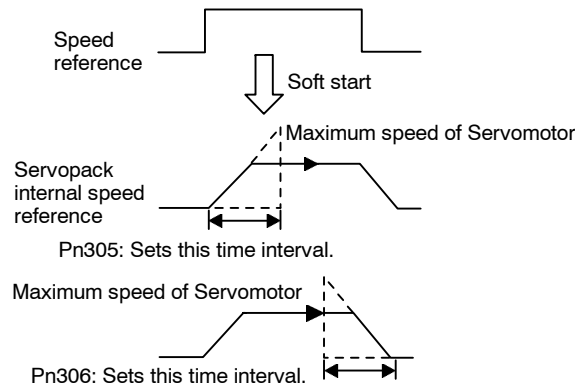 Speed
reference
Soft start
Maximum speed of Servomotor
Servopack
internal speed
reference
Pn305: Sets this time interval.
Maximum speed of Servomotor
Pn306: Sets this time interval.